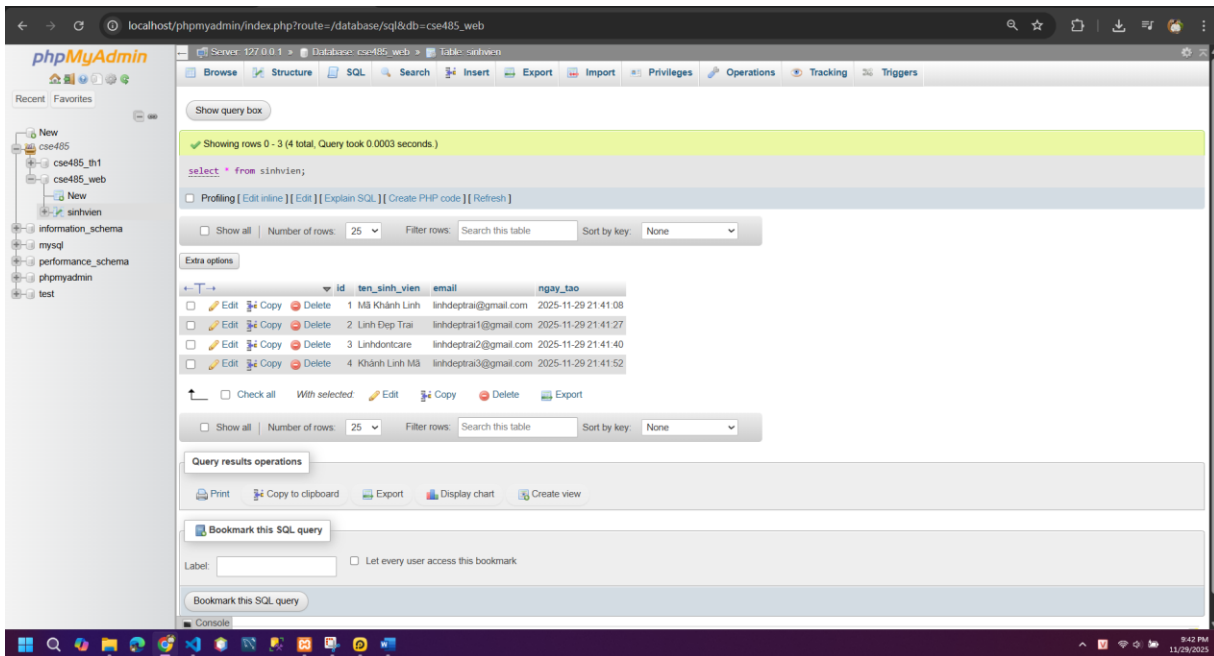 localhost/phpmyadmin/index.php?route=/database/sql&db=cse485_web
phpMyAdmin
Recent Favorites
New
cse485
cse485_th1
cse485_web
New
sinhvien
information_schema
mysql
performance_schema
phpmyadmin
test
Server: 127.0.0.1 » Database: cse485_web » Table: sinhvien
Browse Structure SQL Search Insert Export Import Privileges Operations Tracking Triggers
Show query box
Showing rows 0 - 3 (4 total, Query took 0.0003 seconds.)
select * from sinhvien;
Profiling [ Edit inline ] [ Edit ] [ Explain SQL ] [ Create PHP code ] [ Refresh ]
Show all | Number of rows: 25 Filter rows: Search this table Sort by key: None
Extra options
←T→ id ten_sinh_vien email ngay_tao
Edit Copy Delete 1 Mã Khánh Linh linhdeptrai@gmail.com 2025-11-29 21:41:08
Edit Copy Delete 2 Linh Đẹp Trai linhdeptrai1@gmail.com 2025-11-29 21:41:27
Edit Copy Delete 3 Linhdontcare linhdeptrai2@gmail.com 2025-11-29 21:41:40
Edit Copy Delete 4 Khánh Linh Mã linhdeptrai3@gmail.com 2025-11-29 21:41:52
Check all With selected: Edit Copy Delete Export
Show all | Number of rows: 25 Filter rows: Search this table Sort by key: None
Query results operations
Print Copy to clipboard Export Display chart Create view
Bookmark this SQL query
Label: Let every user access this bookmark
Bookmark this SQL query
Console
9:42 PM
11/29/2025